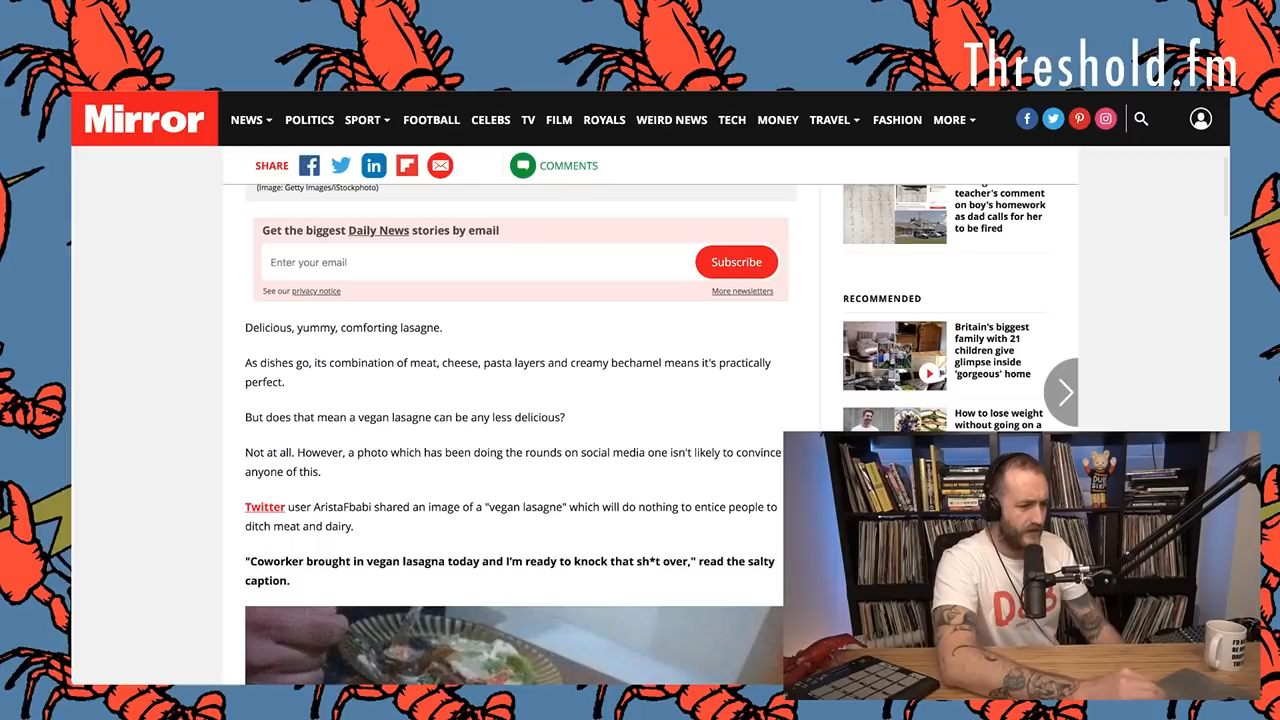 Threshold.fm
Mirror
NEWS POLITICS SPORT FOOTBALL CELEBS TV FILM ROYALS WEIRD NEWS TECH MONEY TRAVEL FASHION MORE
SHARE
COMMENTS
(Image: Getty Images/iStockphoto)
Get the biggest Daily News stories by email
Enter your email
Subscribe
See our privacy notice
More newsletters
Delicious, yummy, comforting lasagne.
As dishes go, its combination of meat, cheese, pasta layers and creamy bechamel means it's practically
perfect.
But does that mean a vegan lasagne can be any less delicious?
Not at all. However, a photo which has been doing the rounds on social media one isn't likely to convince
anyone of this.
Twitter user AristaFbabi shared an image of a "vegan lasagne" which will do nothing to entice people to
ditch meat and dairy.
"Coworker brought in vegan lasagna today and I'm ready to knock that sh*t over," read the salty
caption.
teacher's comment
on boy's homework
as dad calls for her
to be fired
RECOMMENDED
Britain's biggest
family with 21
children give
glimpse inside
'gorgeous' home
How to lose weight
without going on a